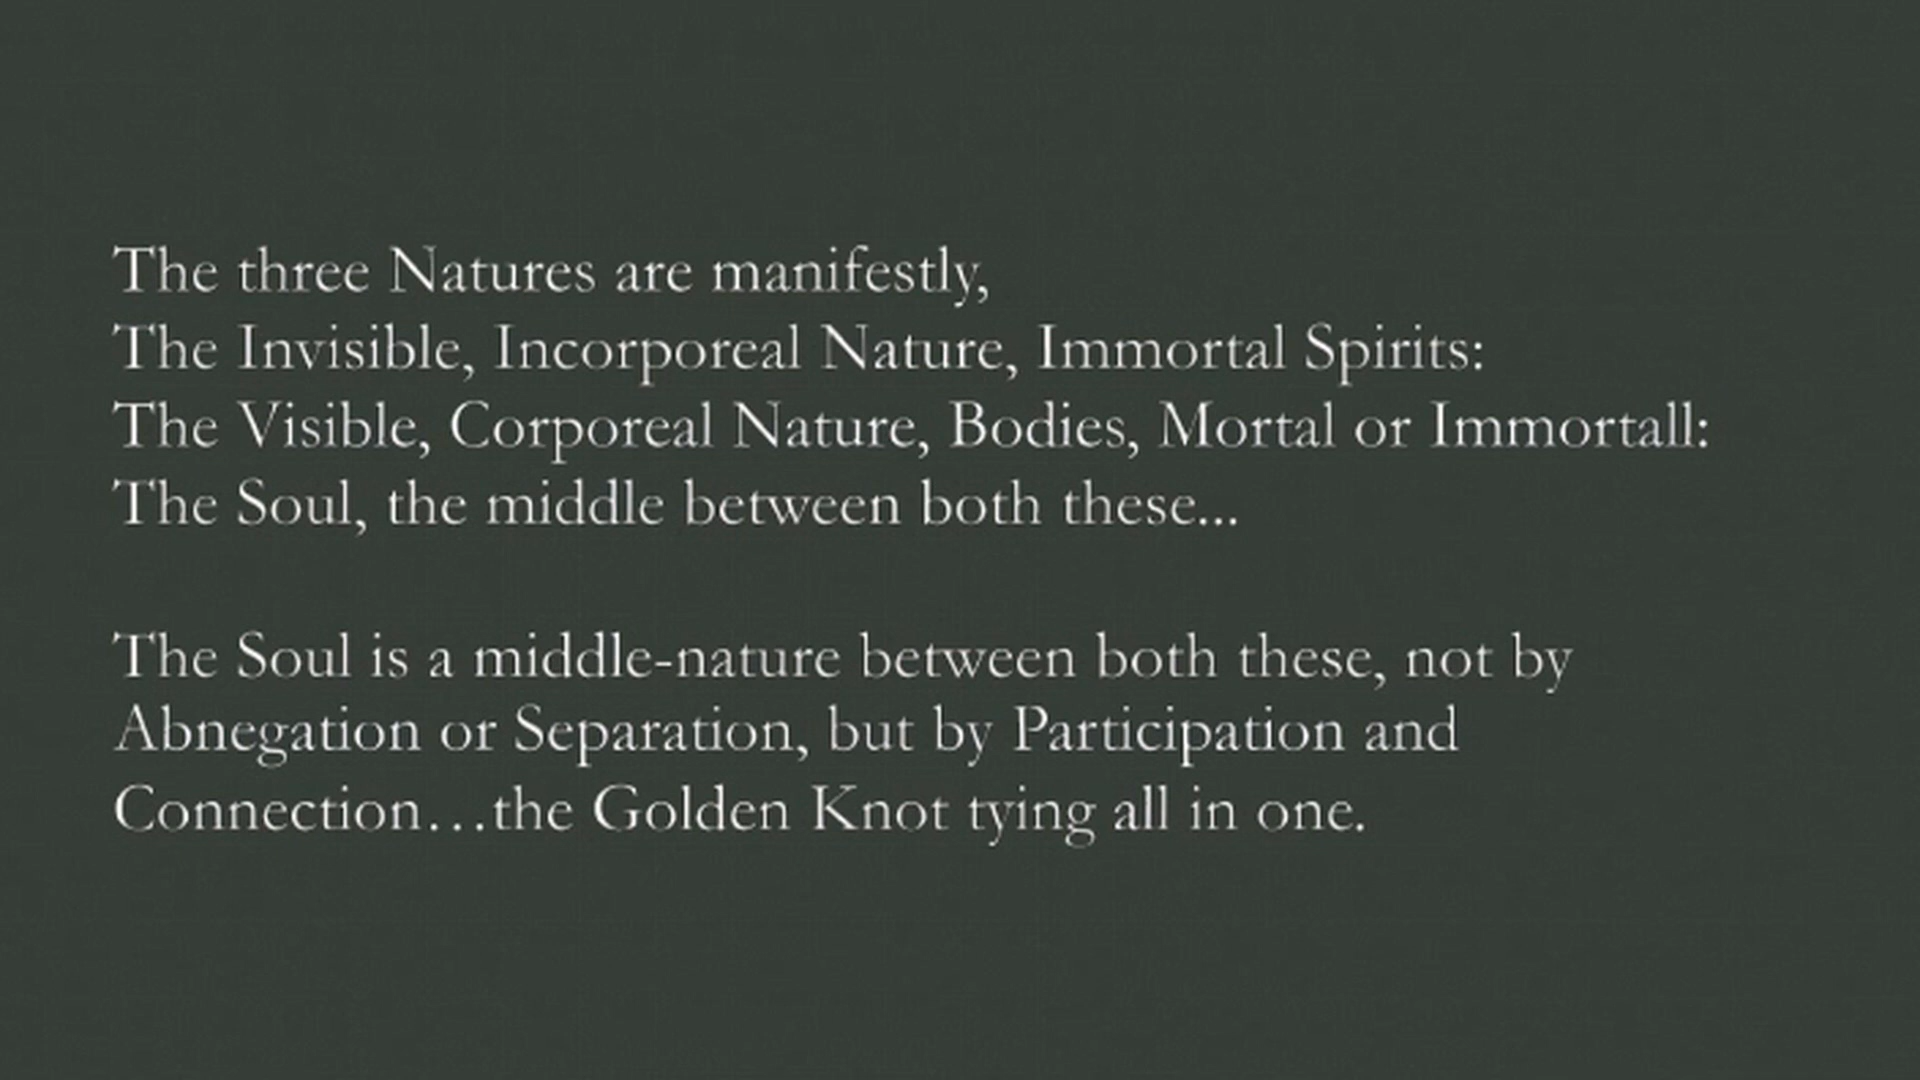 The three Natures are manifestly,
The Invisible, Incorporeal Nature, Immortal Spirits:
The Visible, Corporeal Nature, Bodies, Mortal or Immortall:
The Soul, the middle between both these...
The Soul is a middle-nature between both these, not by
Abnegation or Separation, but by Participation and
Connection…the Golden Knot tying all in one.